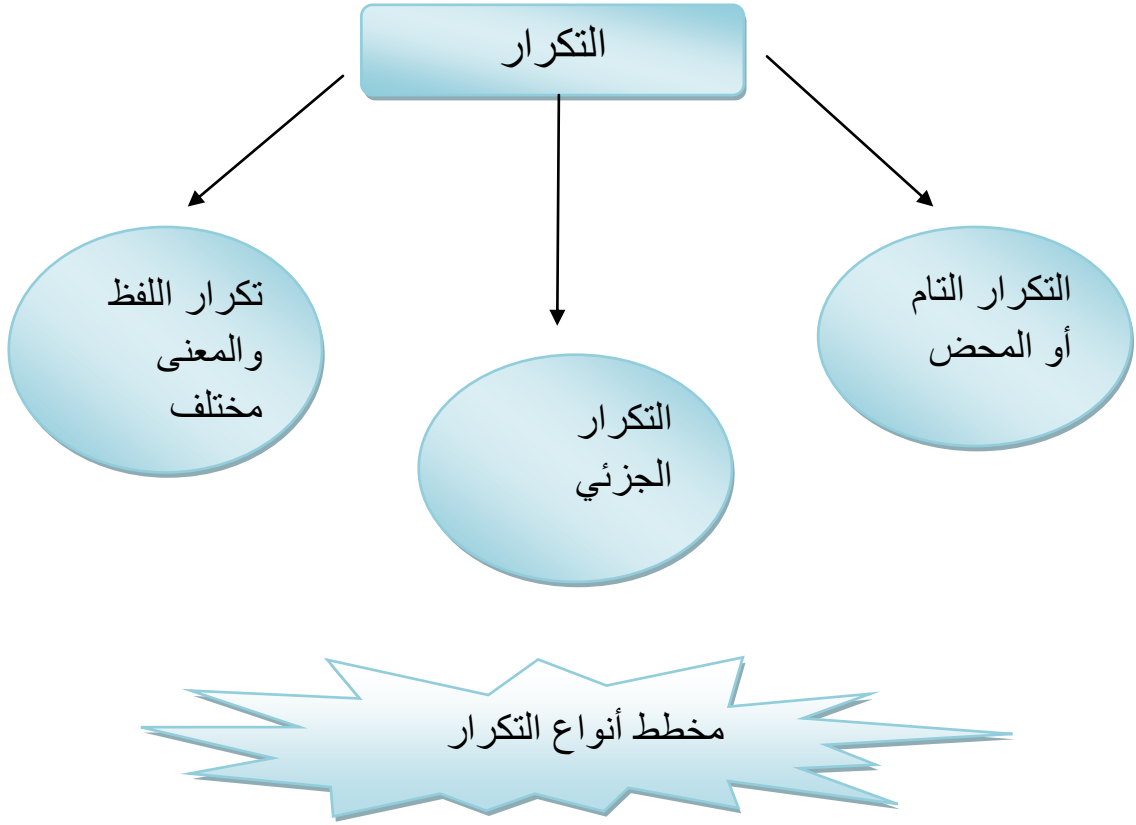 التكرار
التكرار التام
أو المحض
التكرار
الجزئي
تكرار اللفظ
والمعنى
مختلف
مخطط أنواع التكرار